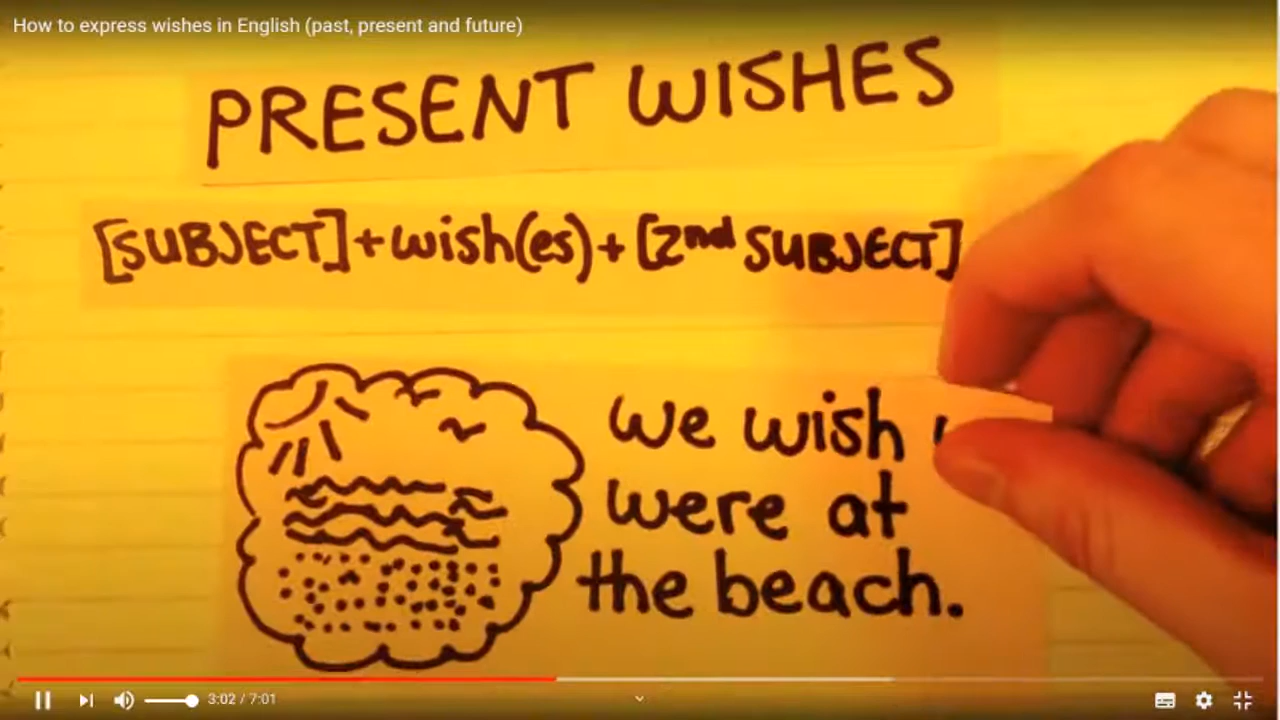 How to express wishes in English (past, present and future)
PRESENT WISHES
[SUBJECT]+wish(es)+[2nd SUBJECT]
we wish
were at
the beach.
3:02 / 7:01